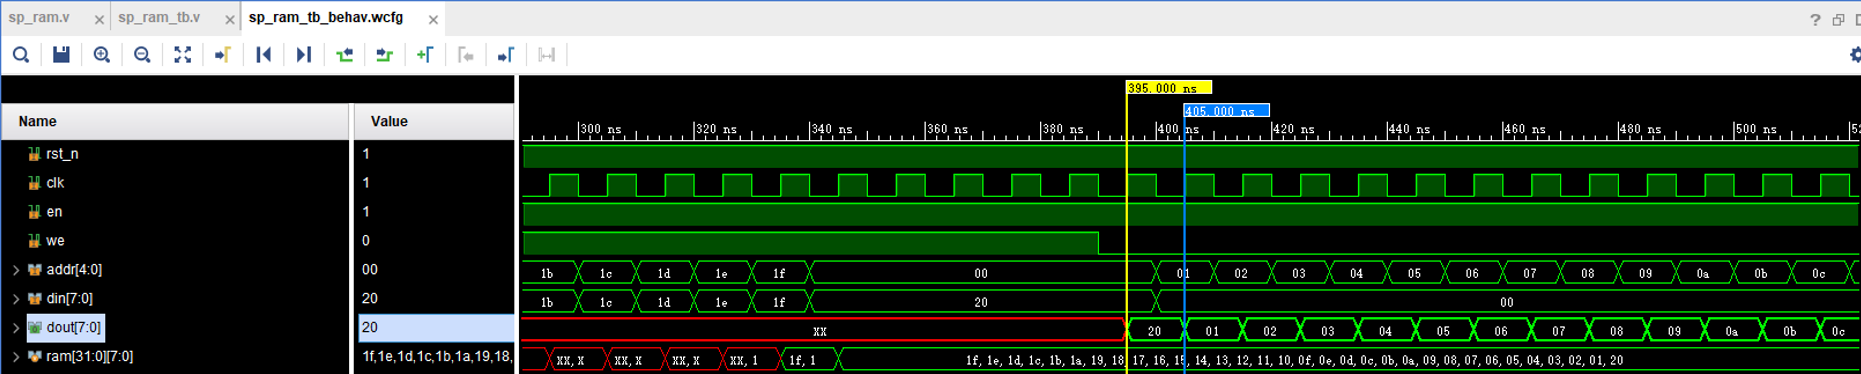 sp_ram.v × sp_ram_tb.v × sp_ram_tb_behav.wcfg ×
?
395.000 ns
405.000 ns
Name Value
300 ns 320 ns 340 ns 360 ns 380 ns 400 ns 420 ns 440 ns 460 ns 480 ns 500 ns
rst_n 1
clk 1
en 1
we 0
addr[4:0] 00 1b 1c 1d 1e 1f 00 01 02 03 04 05 06 07 08 09 0a 0b 0c
din[7:0] 20 1b 1c 1d 1e 1f 20 00
dout[7:0] 20 XX 20 01 02 03 04 05 06 07 08 09 0a 0b 0c
ram[31:0][7:0] 1f,1e,1d,1c,1b,1a,19,18, XX,X XX,X XX,X XX,1 1f,1 1f,1e,1d,1c,1b,1a,19,18,17,16,15,14,13,12,11,10,0f,0e,0d,0c,0b,0a,09,08,07,06,05,04,03,02,01,20